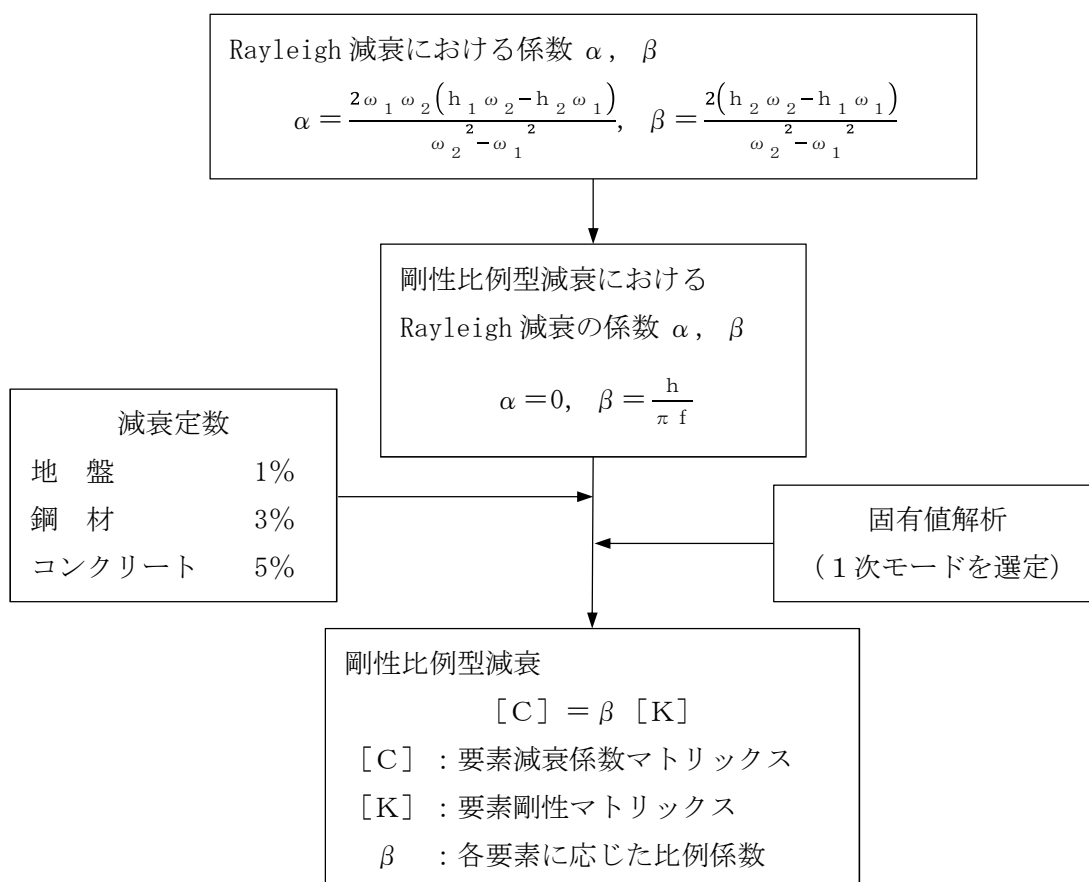 Rayleigh 減衰における係数 α, β
α＝2ω₁ω₂(h₁ω₂−h₂ω₁)/(ω₂²−ω₁²), β＝2(h₂ω₂−h₁ω₁)/(ω₂²−ω₁²)
剛性比例型減衰における
Rayleigh 減衰の係数 α, β
α＝0, β＝h/(πf)
減衰定数
地　盤　1%
鋼　材　3%
コンクリート　5%
固有値解析
（１次モードを選定）
剛性比例型減衰
［Ｃ］＝β［Ｋ］
［Ｃ］：要素減衰係数マトリックス
［Ｋ］：要素剛性マトリックス
β　：各要素に応じた比例係数